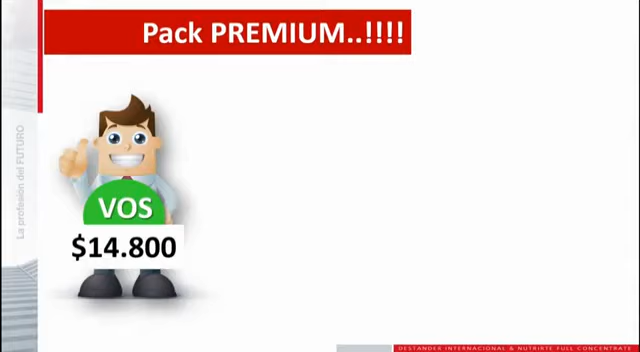 Pack PREMIUM..!!!!
La profesión del FUTURO
VOS
$14.800
DESTANDER INTERNACIONAL & NUTRIRTE FULL CONCENTRATE